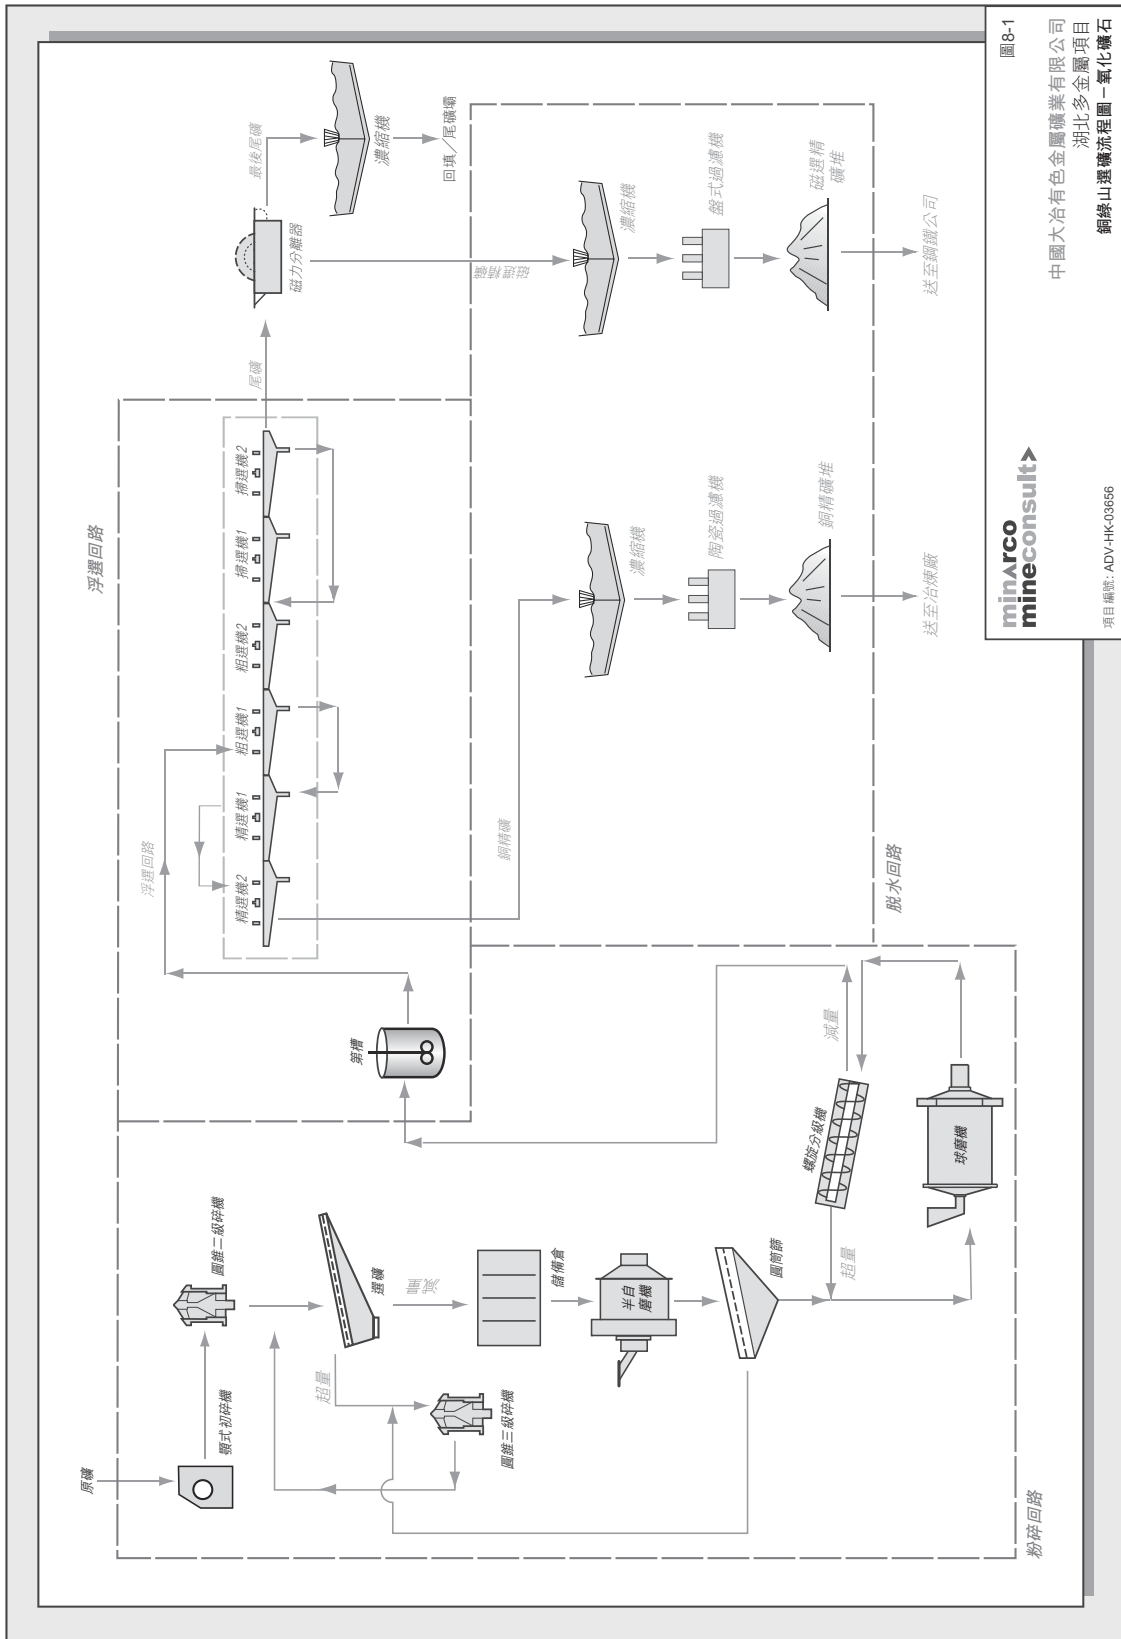 浮選回路
原礦
浮選回路
圓錐二級碎機
顎式初碎機
精選機2
精選機1
粗選機1
粗選機2
掃選機1
掃選機2
尾礦
最後尾礦
磁力分離器
超量
選礦
第槽
濃縮機
減量
回填／尾礦壩
圓錐三級碎機
銅精礦
磁選精礦
儲備倉
半自
磨機
濃縮機
濃縮機
陶瓷過濾機
盤式過濾機
圓筒篩
螺旋分級機
減量
銅精礦堆
磁選精
礦堆
超量
脱水回路
球磨機
送至冶煉廠
送至鋼鐵公司
粉碎回路
圖8-1
minarco
mineconsult
中國大冶有色金屬礦業有限公司
湖北多金屬項目
銅綠山選礦流程圖－氧化礦石
項目編號: ADV-HK-03656